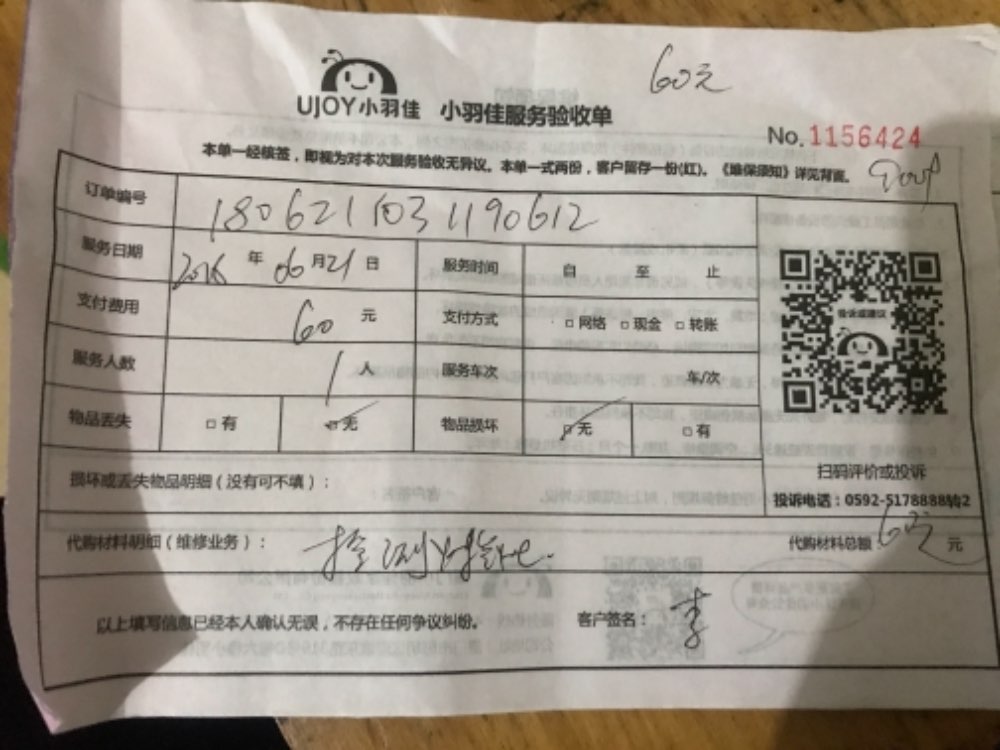 60元
UJOY小羽佳 小羽佳服务验收单
No. 1156424
本单一经核签，即视为对本次服务验收无异议。本单一式两份，客户留存一份(红)。《维保须知》详见背面。
订单编号 1806211031190612
服务日期 2018 年 06 月 21 日 服务时间 自 至 止
支付费用 60 元 支付方式 □网络 □现金 □转账
服务人数 1 人 服务车次 车/次
物品丢失 □有 □无 物品损坏 □无 □有
投诉或建议
扫码评价或投诉
投诉电话：0592-5178888转2
损坏或丢失物品明细（没有可不填）：
代购材料明细（维修业务）： 代购材料总额： 元
以上填写信息已经本人确认无误，不存在任何争议纠纷。 客户签名： 李